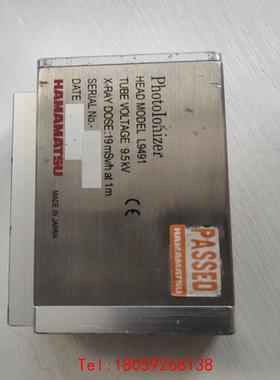 PhotoIonizer
HEAD MODEL L9491
TUBE VOLTAGE 9.5kV
X-RAY DOSE:19mSv/h at 1m
SERIAL No.-
DATE
HAMAMATSU
MADE IN JAPAN
CE
PASSED
HAMAMATSU
Tel:18059268138